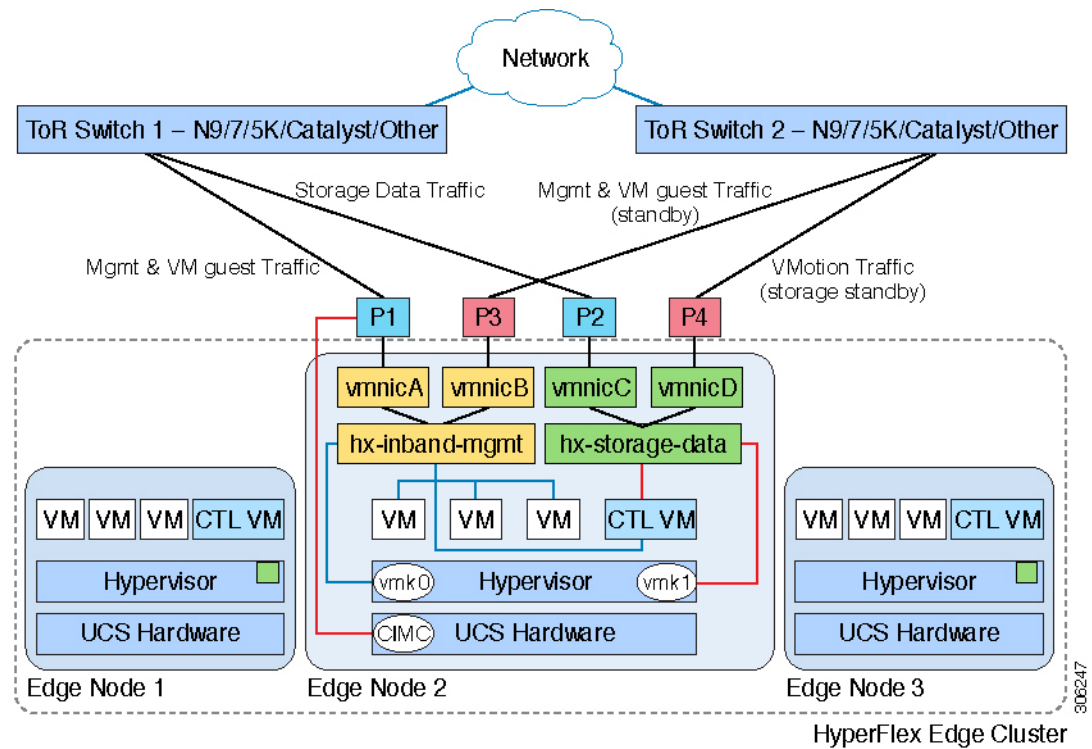 Network
ToR Switch 1 – N9/7/5K/Catalyst/Other
ToR Switch 2 – N9/7/5K/Catalyst/Other
Storage Data Traffic
Mgmt & VM guest Traffic
(standby)
Mgmt & VM guest Traffic
VMotion Traffic
(storage standby)
P1
P3
P2
P4
vmnicA
vmnicB
vmnicC
vmnicD
hx-inband-mgmt
hx-storage-data
VM
VM
VM
CTL VM
Hypervisor
UCS Hardware
Edge Node 1
VM
VM
VM
CTL VM
vmk0
Hypervisor
vmk1
CIMC
UCS Hardware
Edge Node 2
VM
VM
VM
CTL VM
Hypervisor
UCS Hardware
Edge Node 3
306247
HyperFlex Edge Cluster